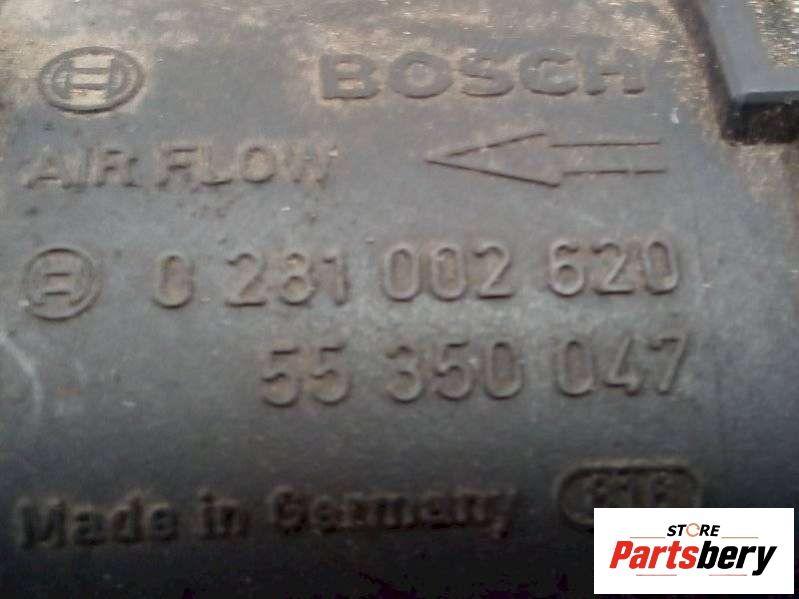 BOSCH
AIR FLOW
0 281 002 620
55 350 047
Made in Germany
STORE
Partsbery